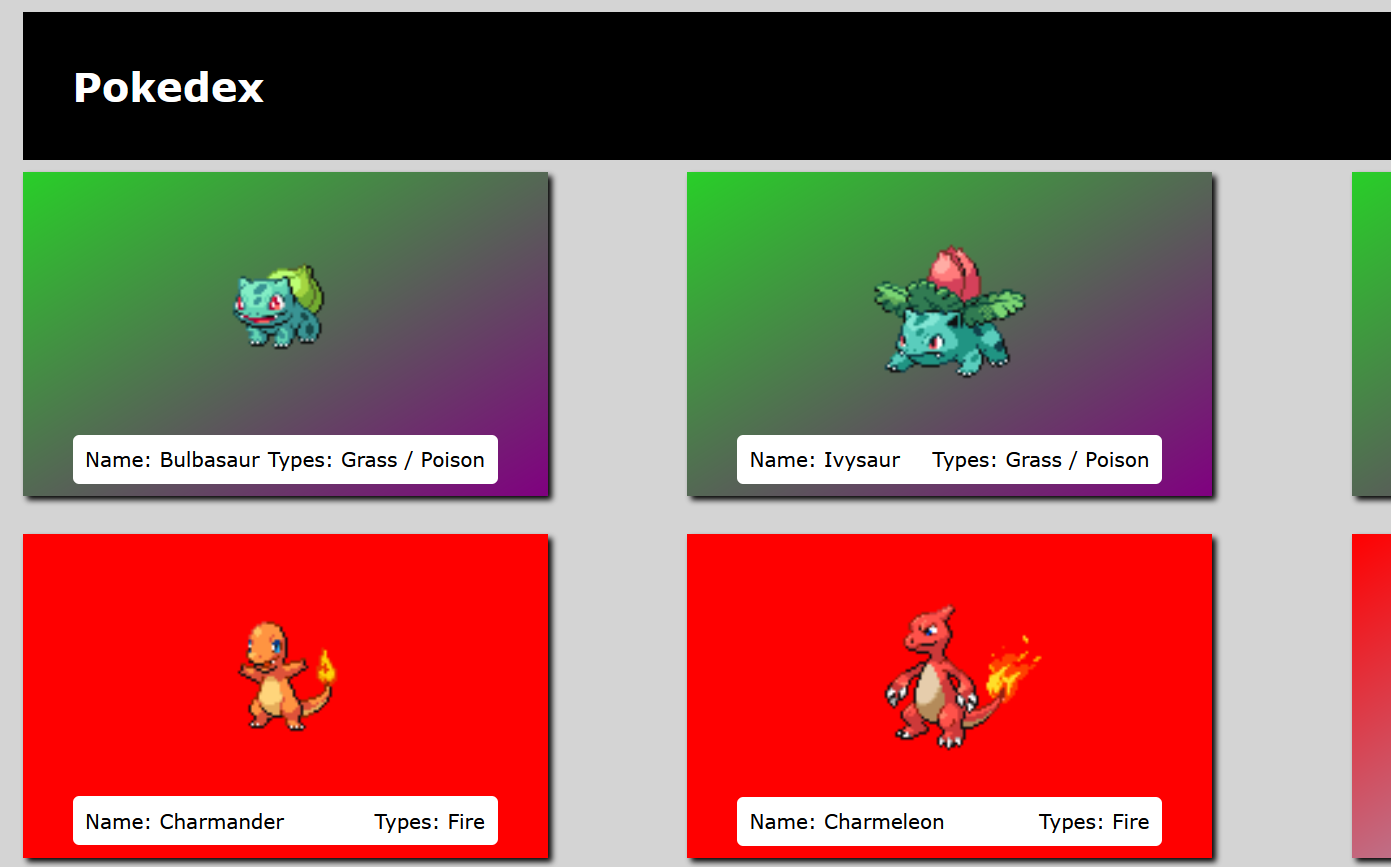 Pokedex
Name: Bulbasaur Types: Grass / Poison
Name: Ivysaur Types: Grass / Poison
Name: Charmander Types: Fire
Name: Charmeleon Types: Fire